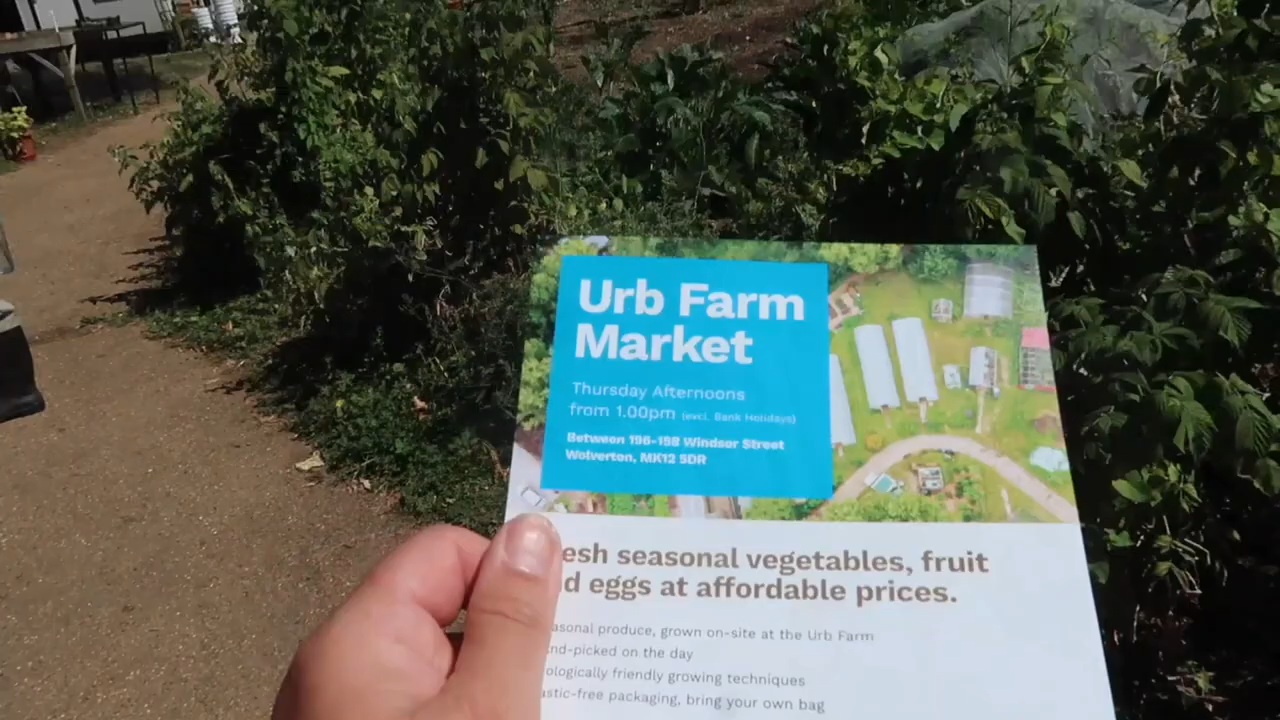 Urb Farm
Market
Thursday Afternoons
from 1.00pm (excl. Bank Holidays)
Between 196-198 Windsor Street
Wolverton, MK12 5DR
esh seasonal vegetables, fruit
d eggs at affordable prices.
asonal produce, grown on-site at the Urb Farm
nd-picked on the day
ologically friendly growing techniques
astic-free packaging, bring your own bag